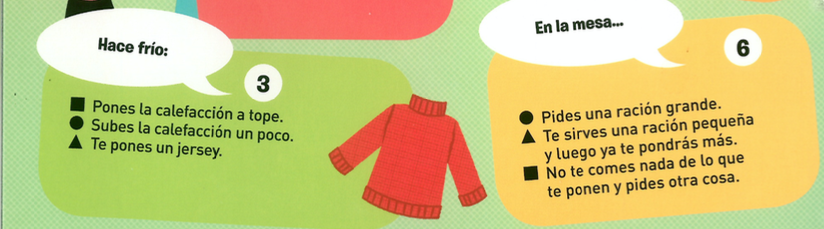 Hace frío:
3
■ Pones la calefacción a tope.
● Subes la calefacción un poco.
▲ Te pones un jersey.
En la mesa...
6
● Pides una ración grande.
▲ Te sirves una ración pequeña
y luego ya te pondrás más.
■ No te comes nada de lo que
te ponen y pides otra cosa.